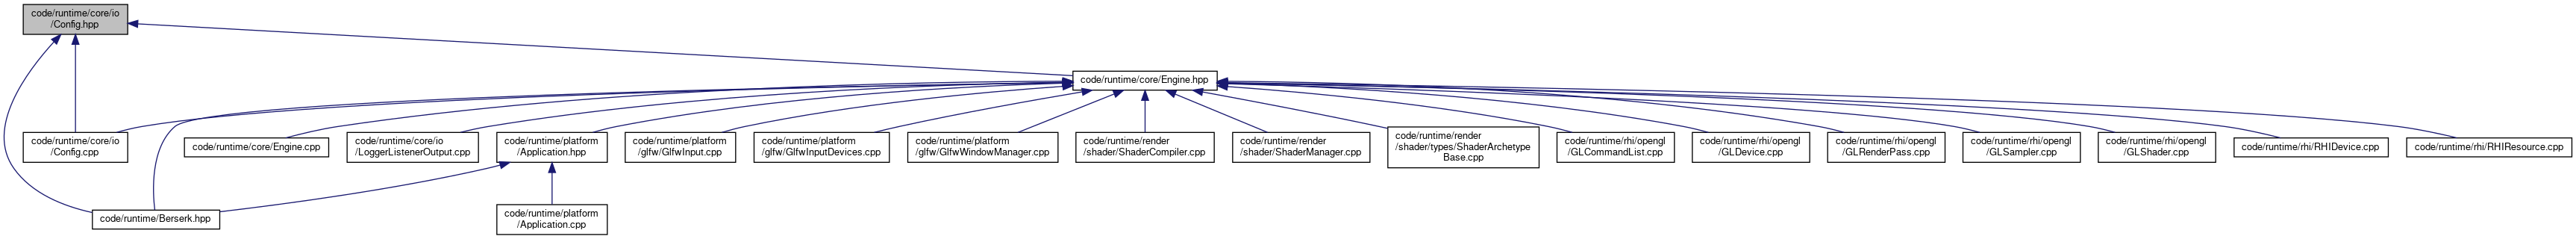 code/runtime/core/io
/Config.hpp
code/runtime/core/Engine.hpp
code/runtime/core/io
/Config.cpp
code/runtime/core/Engine.cpp
code/runtime/core/io
/LoggerListenerOutput.cpp
code/runtime/platform
/Application.hpp
code/runtime/platform
/glfw/GlfwInput.cpp
code/runtime/platform
/glfw/GlfwInputDevices.cpp
code/runtime/platform
/glfw/GlfwWindowManager.cpp
code/runtime/render
/shader/ShaderCompiler.cpp
code/runtime/render
/shader/ShaderManager.cpp
code/runtime/render
/shader/types/ShaderArchetype
Base.cpp
code/runtime/rhi/opengl
/GLCommandList.cpp
code/runtime/rhi/opengl
/GLDevice.cpp
code/runtime/rhi/opengl
/GLRenderPass.cpp
code/runtime/rhi/opengl
/GLSampler.cpp
code/runtime/rhi/opengl
/GLShader.cpp
code/runtime/rhi/RHIDevice.cpp
code/runtime/rhi/RHIResource.cpp
code/runtime/Berserk.hpp
code/runtime/platform
/Application.cpp